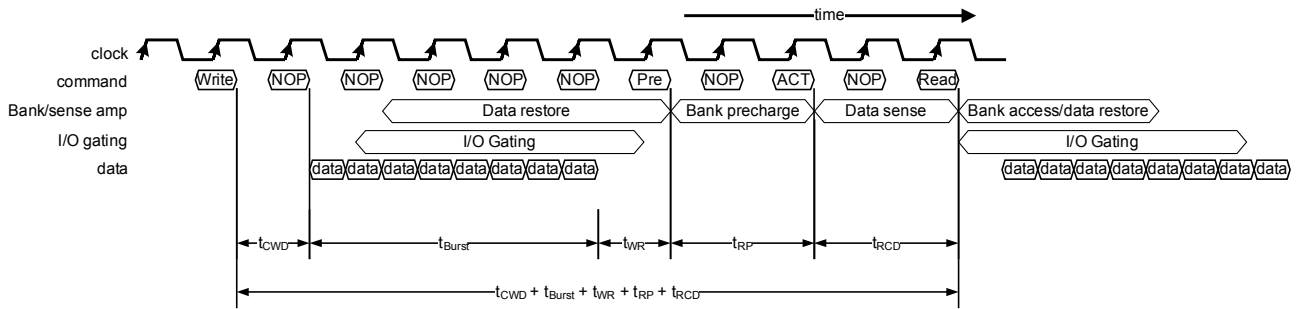 time
clock
command Write NOP NOP NOP NOP NOP Pre NOP ACT NOP Read
Bank/sense amp Data restore Bank precharge Data sense Bank access/data restore
I/O gating I/O Gating I/O Gating
data data data data data data data data data data data data data data data data data
tCWD tBurst tWR tRP tRCD
tCWD + tBurst + tWR + tRP + tRCD